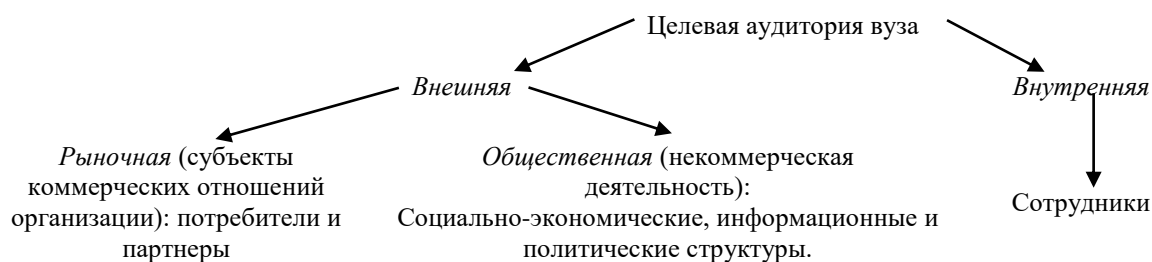 Целевая аудитория вуза
Внешняя
Внутренняя
Рыночная (субъекты
коммерческих отношений
организации): потребители и
партнеры
Общественная (некоммерческая
деятельность):
Социально-экономические, информационные и
политические структуры.
Сотрудники